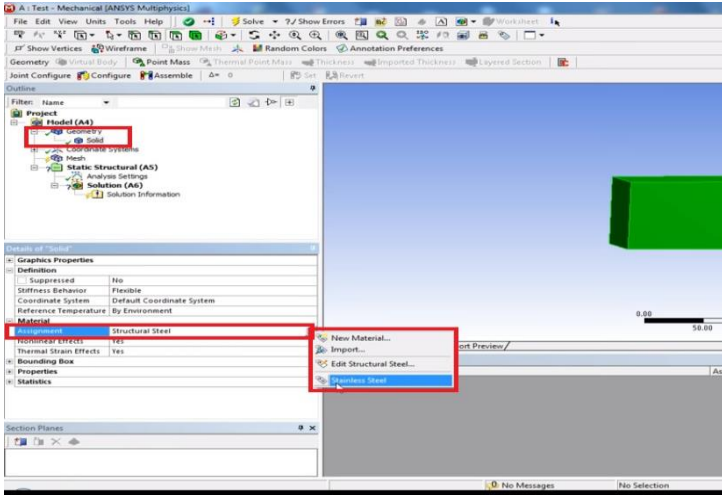 A : Test - Mechanical [ANSYS Multiphysics]
File Edit View Units Tools Help Solve ?/ Show Errors Worksheet
Show Vertices Wireframe Show Mesh Random Colors Annotation Preferences
Geometry Virtual Body Point Mass Thermal Point Mass Thickness Imported Thickness Layered Section
Joint Configure Configure Assemble Δ= 0 Set Revert
Outline
Filter: Name
Project
Model (A4)
Geometry
Solid
Coordinate Systems
Mesh
Static Structural (A5)
Analysis Settings
Solution (A6)
Solution Information
Details of "Solid"
Graphics Properties
Definition
Suppressed No
Stiffness Behavior Flexible
Coordinate System Default Coordinate System
Reference Temperature By Environment
Material
Assignment Structural Steel
Nonlinear Effects Yes
Thermal Strain Effects Yes
Bounding Box
Properties
Statistics
New Material...
Import...
Edit Structural Steel...
Stainless Steel
0.00
50.00
ort Preview
As
Section Planes
No Messages No Selection